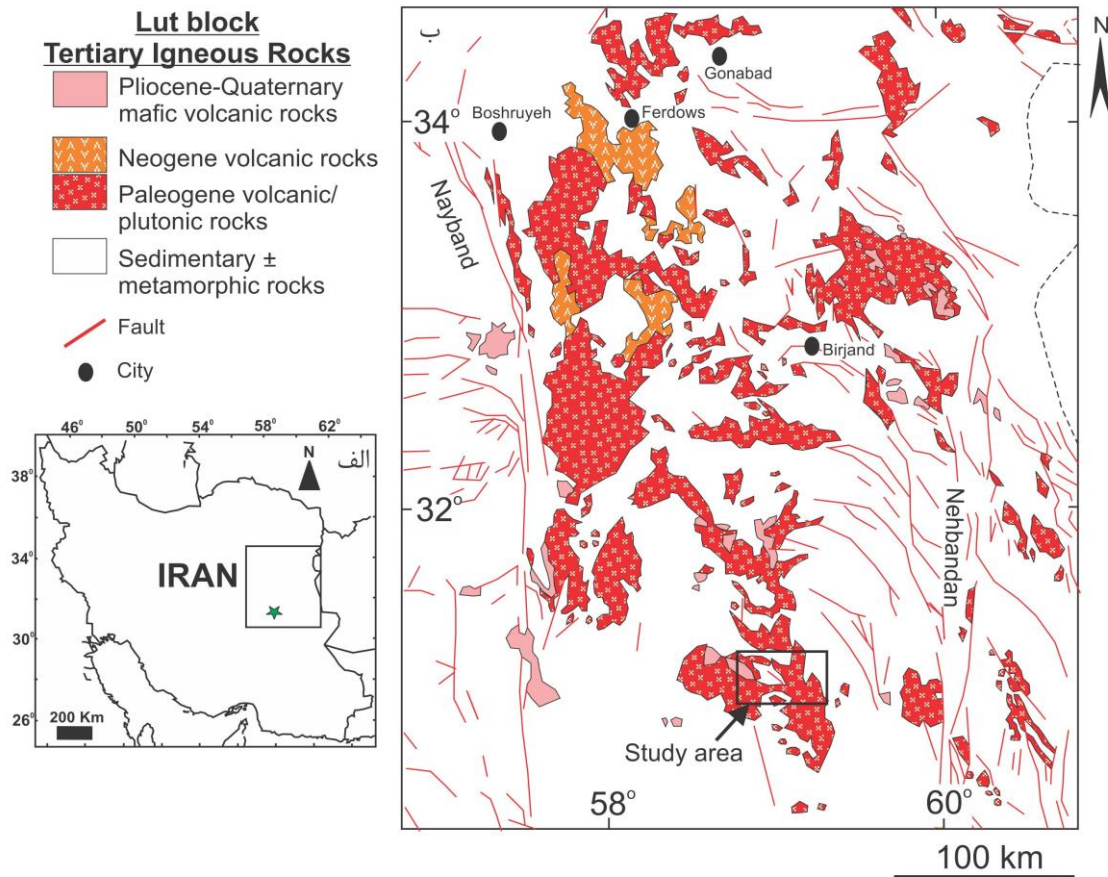 Lut block
Tertiary Igneous Rocks
Pliocene-Quaternary
mafic volcanic rocks
Neogene volcanic rocks
Paleogene volcanic/
plutonic rocks
Sedimentary ±
metamorphic rocks
Fault
City
46° 50° 54° 58° 62°
N
الف
38°
34°
30°
26°
IRAN
200 Km
ب
N
Gonabad
34°
Boshruyeh
Ferdows
Nayband
Birjand
32°
Nehbandan
Study area
58° 60°
100 km